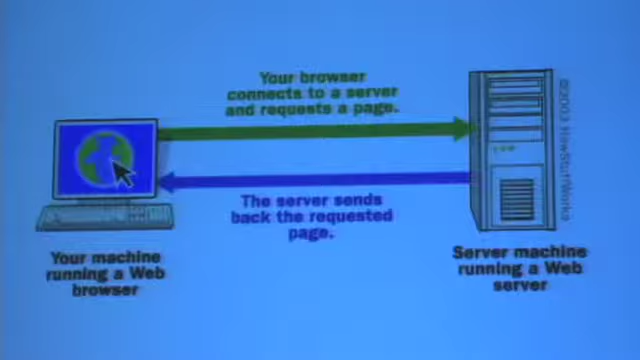 Your browser
connects to a server
and requests a page.
The server sends
back the requested
page.
Your machine
running a Web
browser
Server machine
running a Web
server
©2003 HowStuffWorks